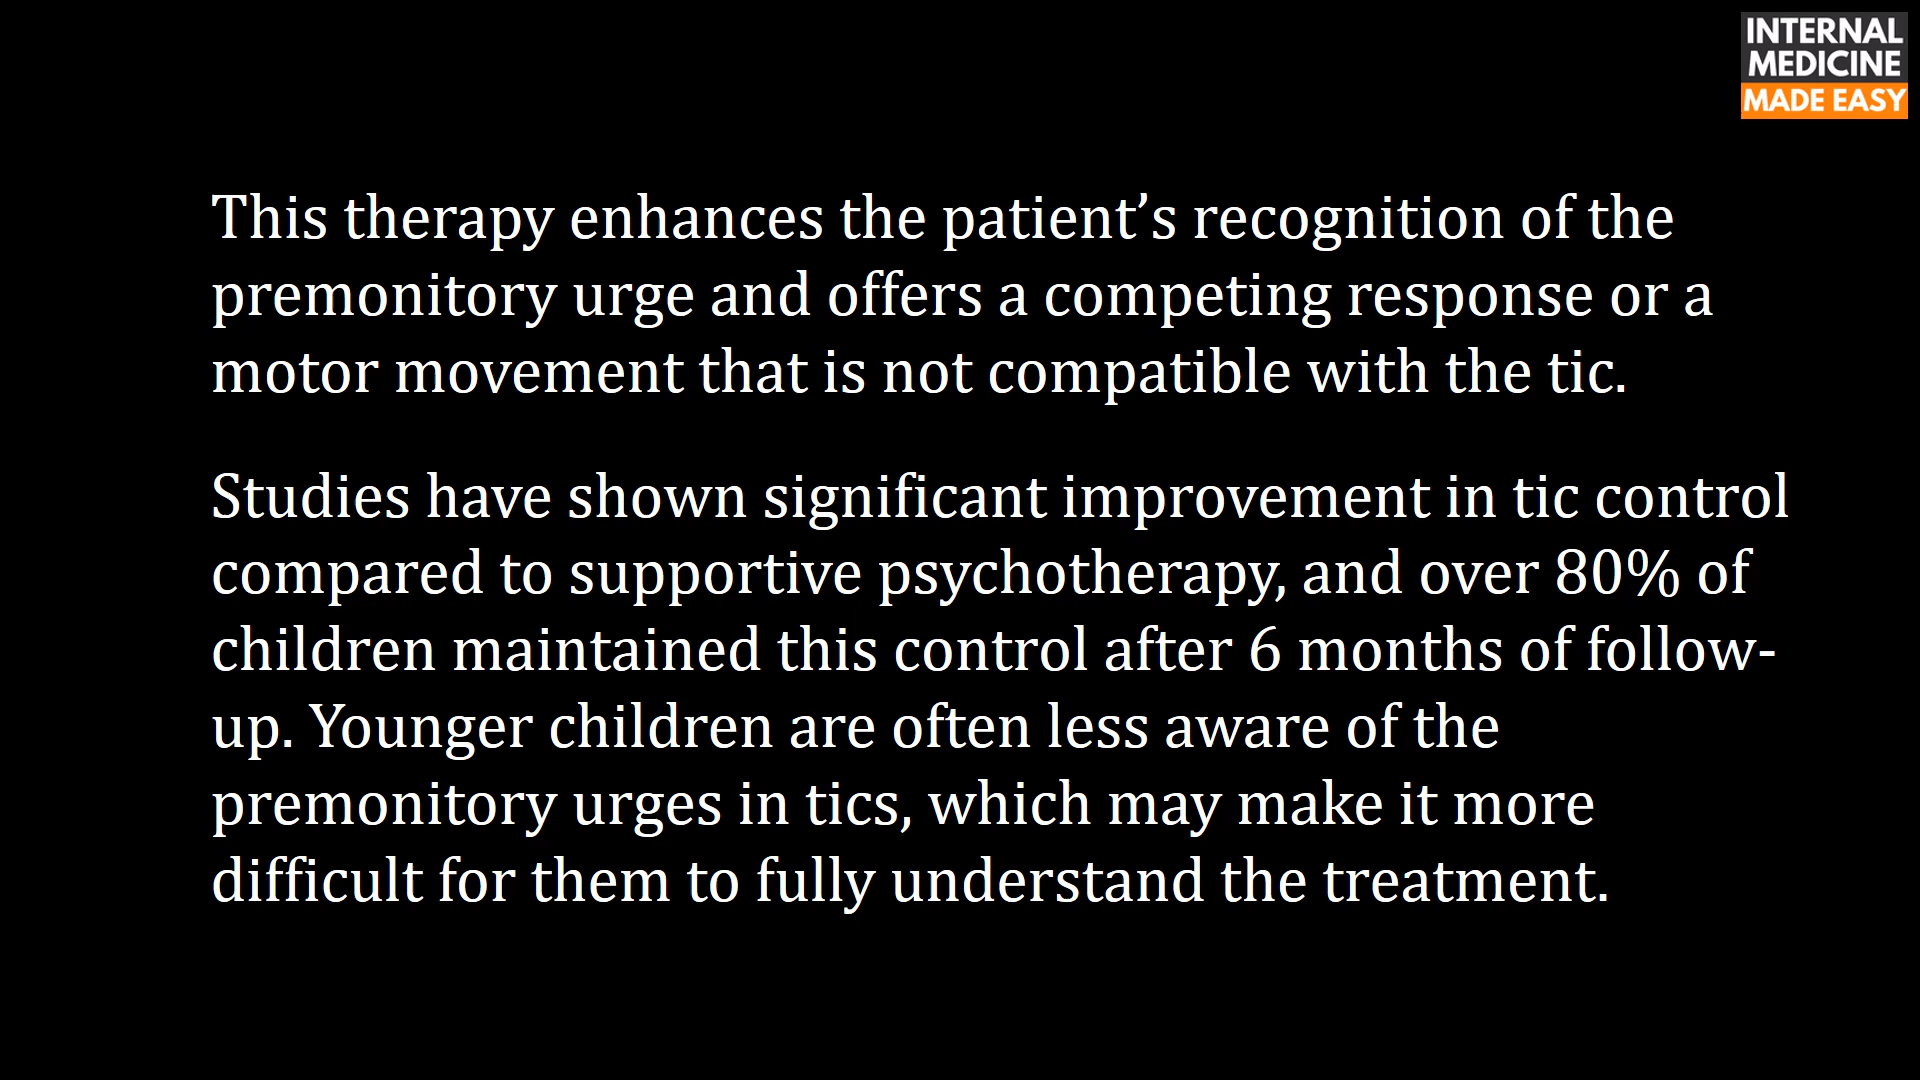 INTERNAL
MEDICINE
MADE EASY
This therapy enhances the patient’s recognition of the
premonitory urge and offers a competing response or a
motor movement that is not compatible with the tic.
Studies have shown significant improvement in tic control
compared to supportive psychotherapy, and over 80% of
children maintained this control after 6 months of follow-
up. Younger children are often less aware of the
premonitory urges in tics, which may make it more
difficult for them to fully understand the treatment.